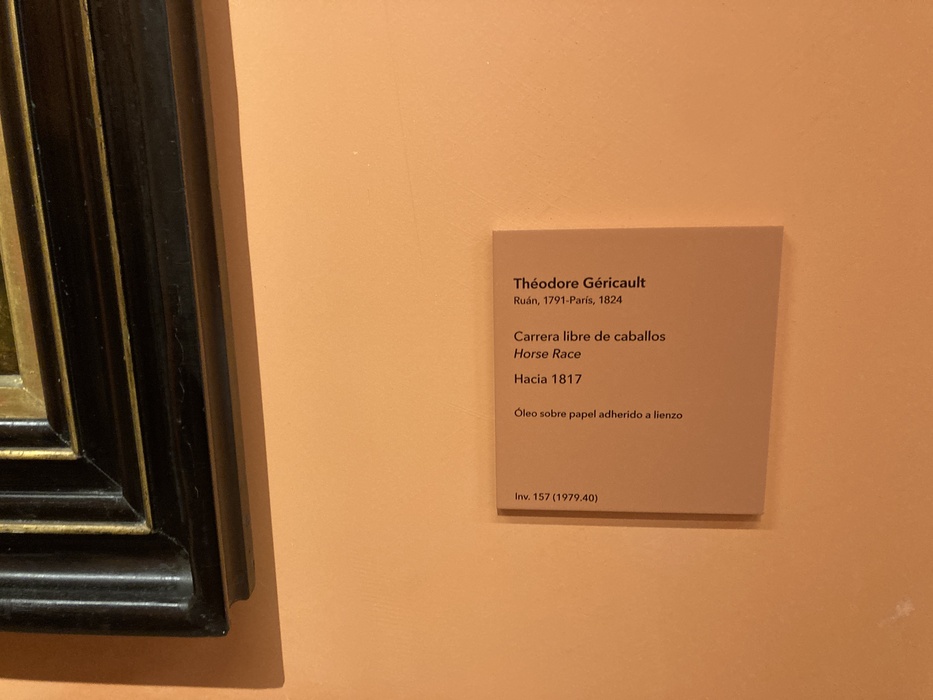 Théodore Géricault
Ruán, 1791-París, 1824
Carrera libre de caballos
Horse Race
Hacia 1817
Óleo sobre papel adherido a lienzo
Inv. 157 (1979.40)